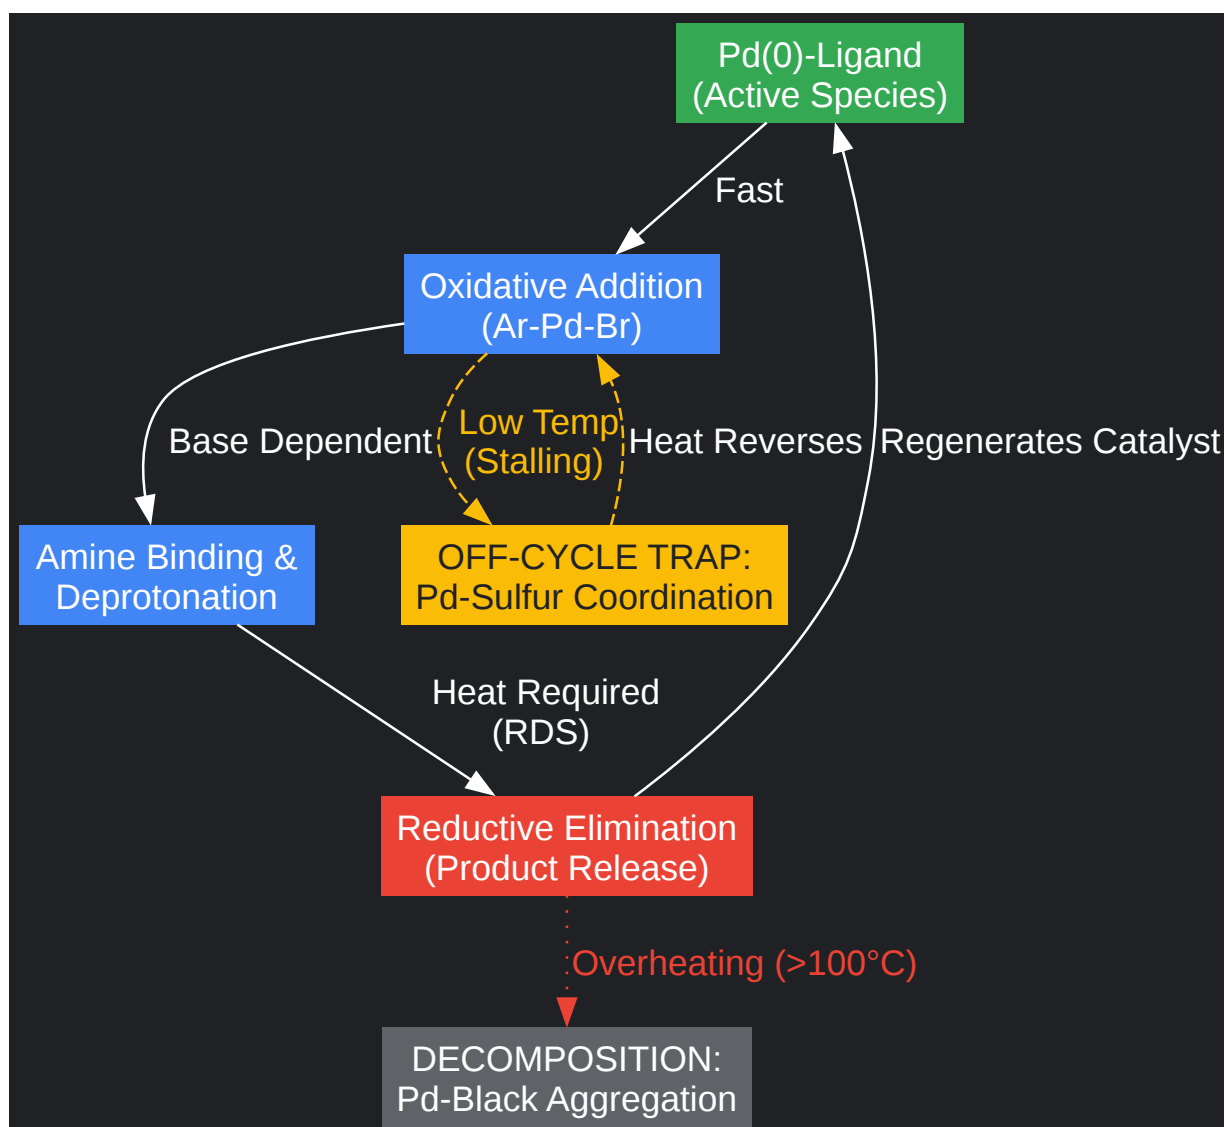 Pd(0)-Ligand
(Active Species)
Fast
Oxidative Addition
(Ar-Pd-Br)
Base Dependent
Low Temp
(Stalling)
Heat Reverses
Regenerates Catalyst
Amine Binding &
Deprotonation
OFF-CYCLE TRAP:
Pd-Sulfur Coordination
Heat Required
(RDS)
Reductive Elimination
(Product Release)
Overheating (>100°C)
DECOMPOSITION:
Pd-Black Aggregation